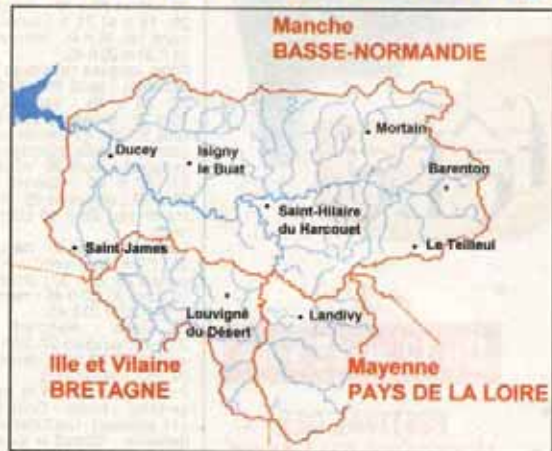 Manche
BASSE-NORMANDIE
Mortain
Ducey
Isigny
le Buat
Barenton
Saint-Hilaire
du Harcouet
Saint-James
Le Teilleul
Louvigné
du Désert
Landivy
Ille et Vilaine
BRETAGNE
Mayenne
PAYS DE LA LOIRE